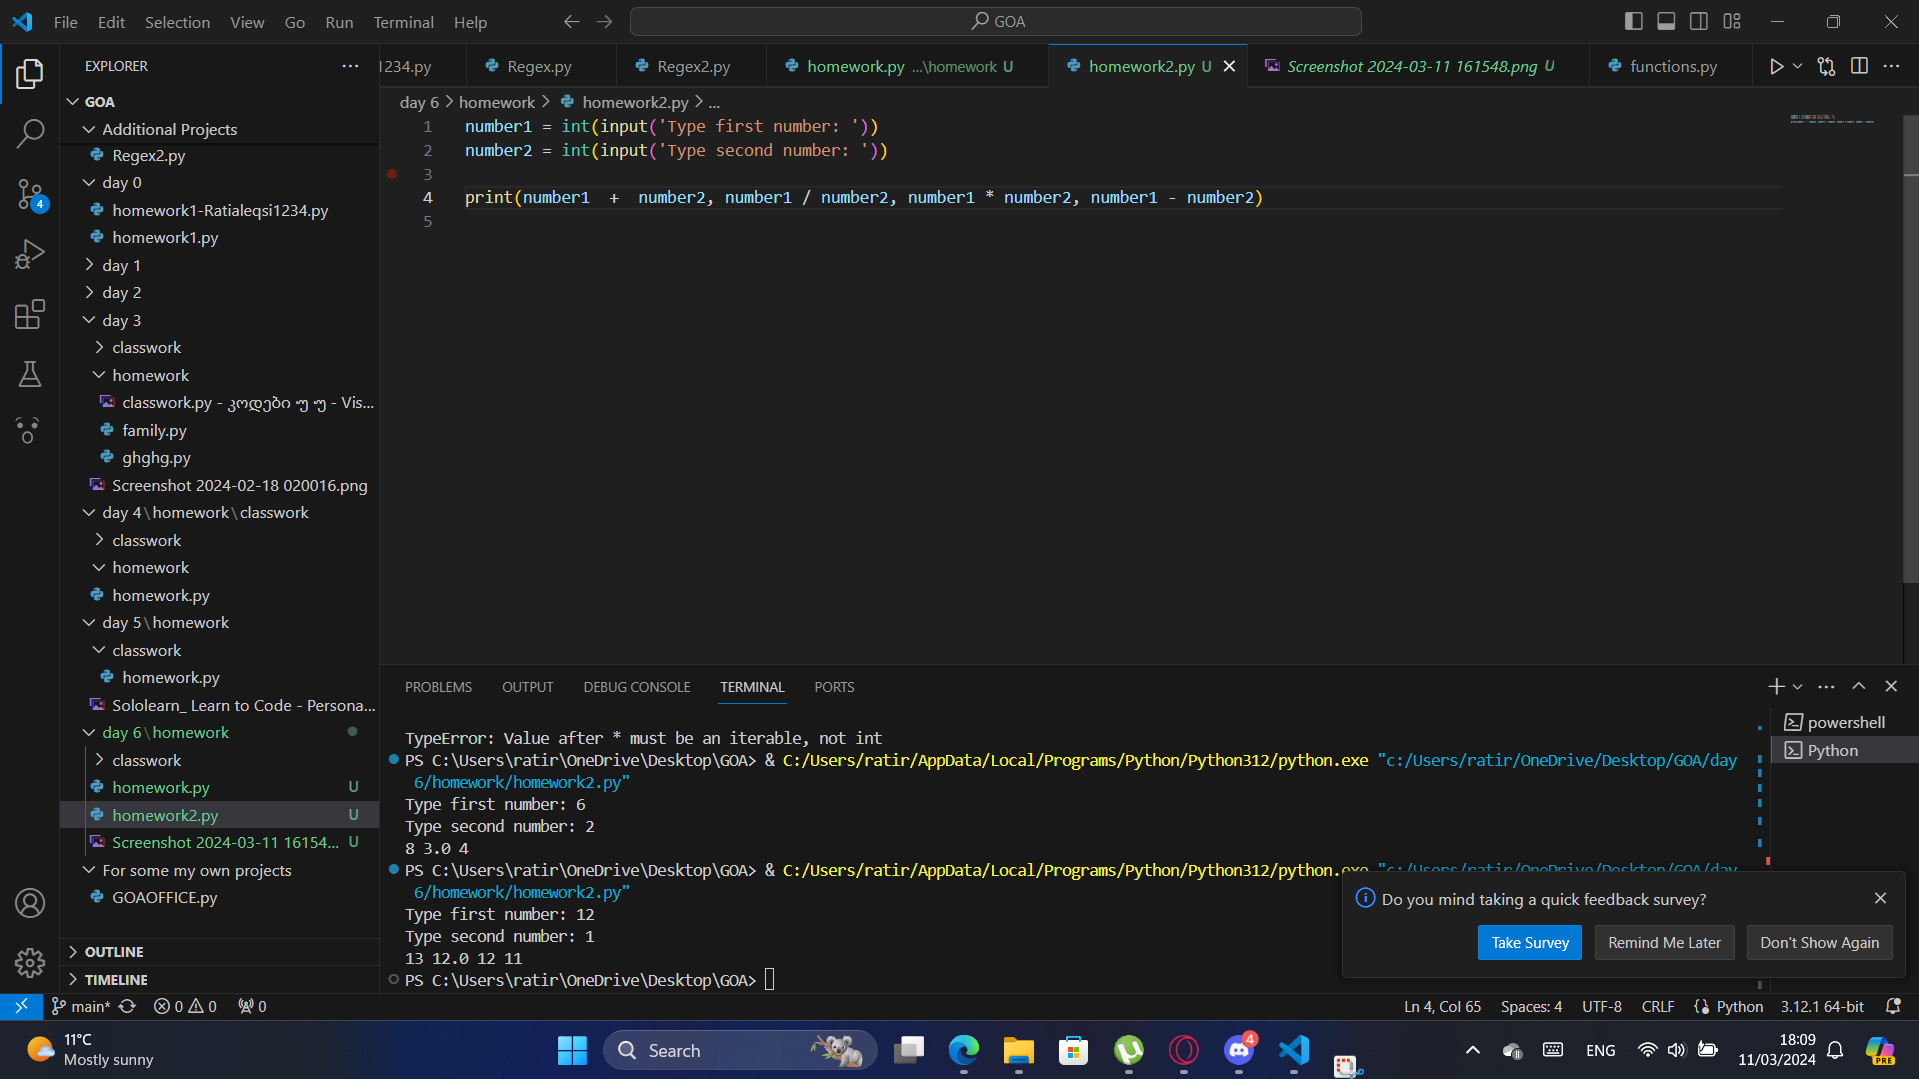 File Edit Selection View Go Run Terminal Help
GOA
EXPLORER
1234.py
Regex.py
Regex2.py
homework.py ...\homework U
homework2.py U
Screenshot 2024-03-11 161548.png U
functions.py
GOA
Additional Projects
Regex2.py
day 0
homework1-Ratialeqsi1234.py
homework1.py
day 1
day 2
day 3
classwork
homework
classwork.py - კოდები უ უ - Vis...
family.py
ghghg.py
Screenshot 2024-02-18 020016.png
day 4\homework\classwork
classwork
homework
homework.py
day 5\homework
classwork
homework.py
Sololearn_ Learn to Code - Persona...
day 6\homework
classwork
homework.py U
homework2.py U
Screenshot 2024-03-11 16154... U
For some my own projects
GOAOFFICE.py
OUTLINE
TIMELINE
4
day 6 > homework > homework2.py > ...
1 number1 = int(input('Type first number: '))
2 number2 = int(input('Type second number: '))
3
4 print(number1  +  number2, number1 / number2, number1 * number2, number1 - number2)
5
PROBLEMS OUTPUT DEBUG CONSOLE TERMINAL PORTS
TypeError: Value after * must be an iterable, not int
PS C:\Users\ratir\OneDrive\Desktop\GOA> & C:/Users/ratir/AppData/Local/Programs/Python/Python312/python.exe "c:/Users/ratir/OneDrive/Desktop/GOA/day
6/homework/homework2.py"
Type first number: 6
Type second number: 2
8 3.0 4
PS C:\Users\ratir\OneDrive\Desktop\GOA> & C:/Users/ratir/AppData/Local/Programs/Python/Python312/python.exe "c:/Users/ratir/OneDrive/Desktop/GOA/day
6/homework/homework2.py"
Type first number: 12
Type second number: 1
13 12.0 12 11
PS C:\Users\ratir\OneDrive\Desktop\GOA>
powershell
Python
Do you mind taking a quick feedback survey?
Take Survey
Remind Me Later
Don't Show Again
main* 0 0 0
Ln 4, Col 65 Spaces: 4 UTF-8 CRLF Python 3.12.1 64-bit
11°C
Mostly sunny
Search
4
ENG
18:09
11/03/2024
PRE